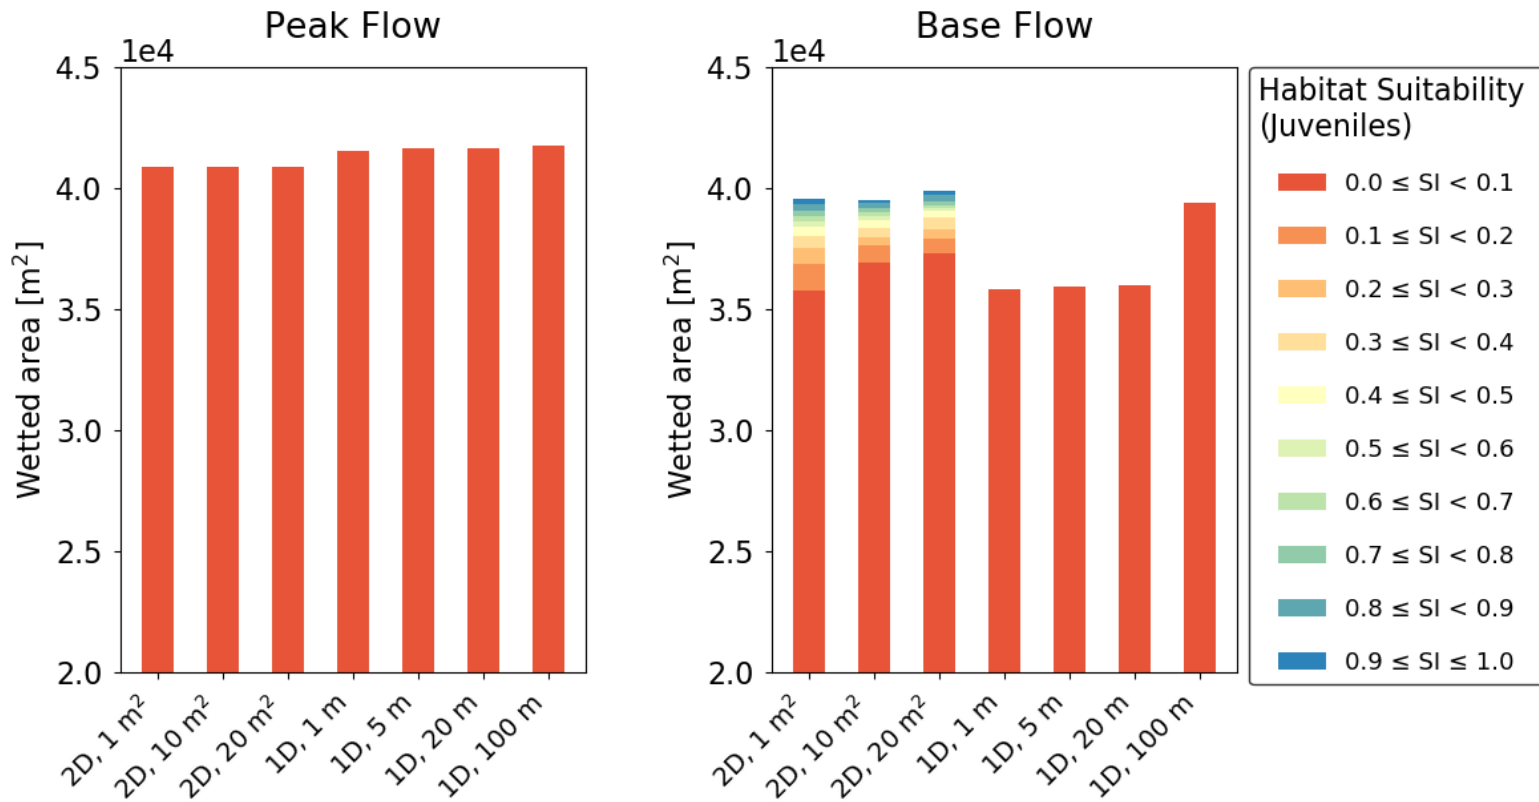 Peak Flow
1e4
4.5
4.0
3.5
3.0
2.5
2.0
Wetted area [m²]
2D, 1 m²
2D, 10 m²
2D, 20 m²
1D, 1 m
1D, 5 m
1D, 20 m
1D, 100 m
Base Flow
1e4
4.5
4.0
3.5
3.0
2.5
2.0
Wetted area [m²]
2D, 1 m²
2D, 10 m²
2D, 20 m²
1D, 1 m
1D, 5 m
1D, 20 m
1D, 100 m
Habitat Suitability
(Juveniles)
0.0 ≤ SI < 0.1
0.1 ≤ SI < 0.2
0.2 ≤ SI < 0.3
0.3 ≤ SI < 0.4
0.4 ≤ SI < 0.5
0.5 ≤ SI < 0.6
0.6 ≤ SI < 0.7
0.7 ≤ SI < 0.8
0.8 ≤ SI < 0.9
0.9 ≤ SI ≤ 1.0